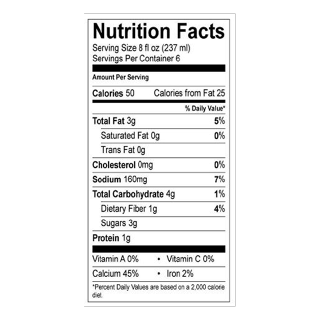 Nutrition Facts
Serving Size 8 fl oz (237 ml)
Servings Per Container 6
Amount Per Serving
Calories 50 Calories from Fat 25
% Daily Value*
Total Fat 3g 5%
Saturated Fat 0g 0%
Trans Fat 0g
Cholesterol 0mg 0%
Sodium 160mg 7%
Total Carbohydrate 4g 1%
Dietary Fiber 1g 4%
Sugars 3g
Protein 1g
Vitamin A 0% • Vitamin C 0%
Calcium 45% • Iron 2%
*Percent Daily Values are based on a 2,000 calorie
diet.